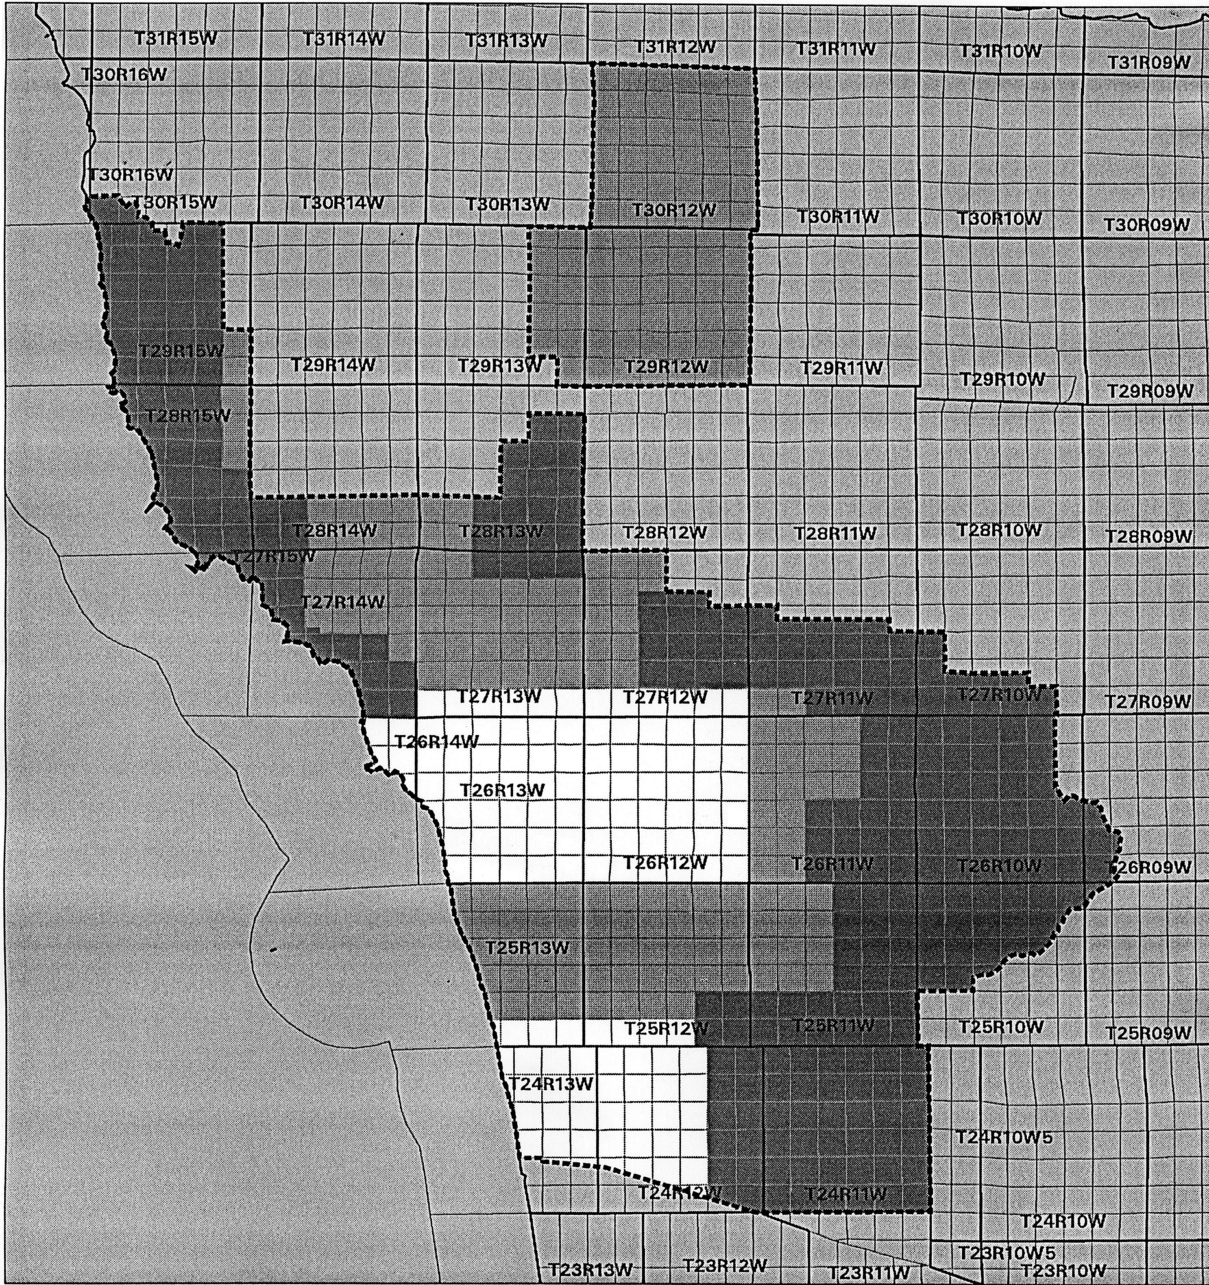 T31R15W T31R14W T31R13W T31R12W T31R11W T31R10W T31R09W
T30R16W
T30R16W
T30R15W T30R14W T30R13W T30R12W T30R11W T30R10W T30R09W
T29R15W T29R14W T29R13W T29R12W T29R11W T29R10W T29R09W
T28R15W
T28R14W T28R13W T28R12W T28R11W T28R10W T28R09W
T27R15W
T27R14W
T27R13W T27R12W T27R11W T27R10W T27R09W
T26R14W
T26R13W
T26R12W T26R11W T26R10W T26R09W
T25R13W
T25R12W T25R11W T25R10W T25R09W
T24R13W
T24R10W5
T24R12W T24R11W
T24R10W
T23R10W5
T23R13W T23R12W T23R11W T23R10W